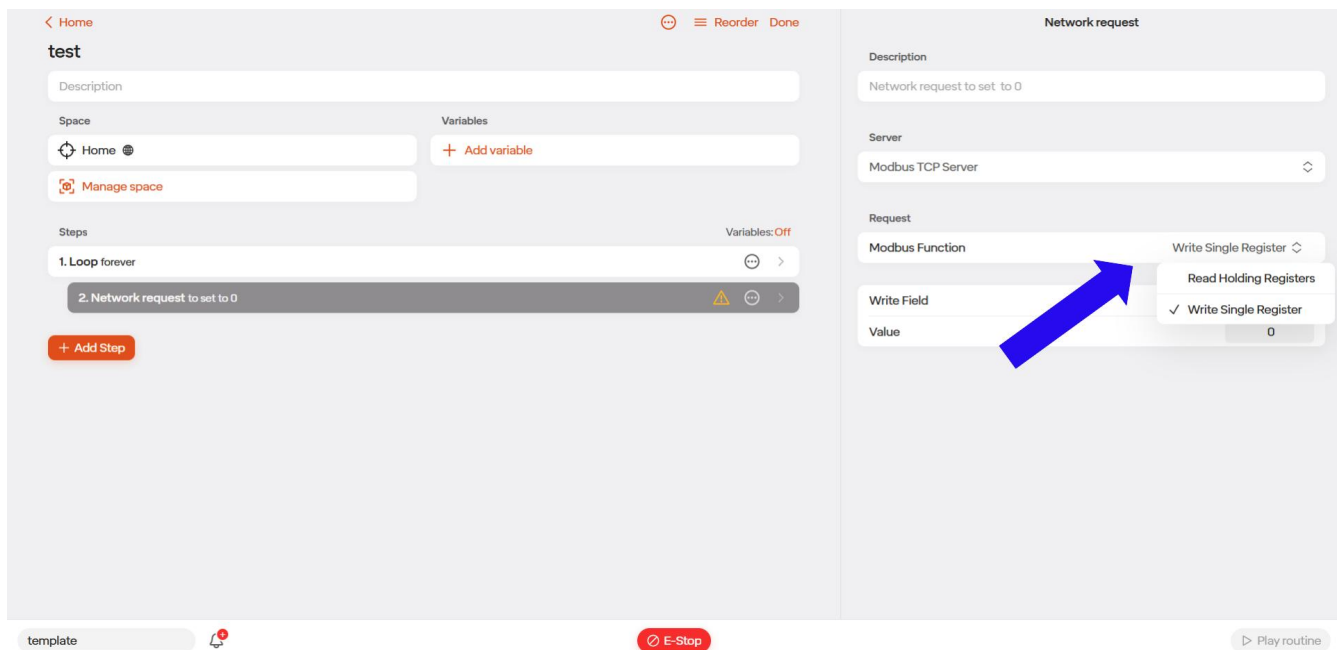 Home
Reorder Done
test
Description
Space
Home
Manage space
Variables
Add variable
Steps
Variables: Off
1. Loop forever
2. Network request to set to 0
+ Add Step
Network request
Description
Network request to set to 0
Server
Modbus TCP Server
Request
Modbus Function Write Single Register
Read Holding Registers
✓ Write Single Register
Write Field
Value 0
template
E-Stop
Play routine